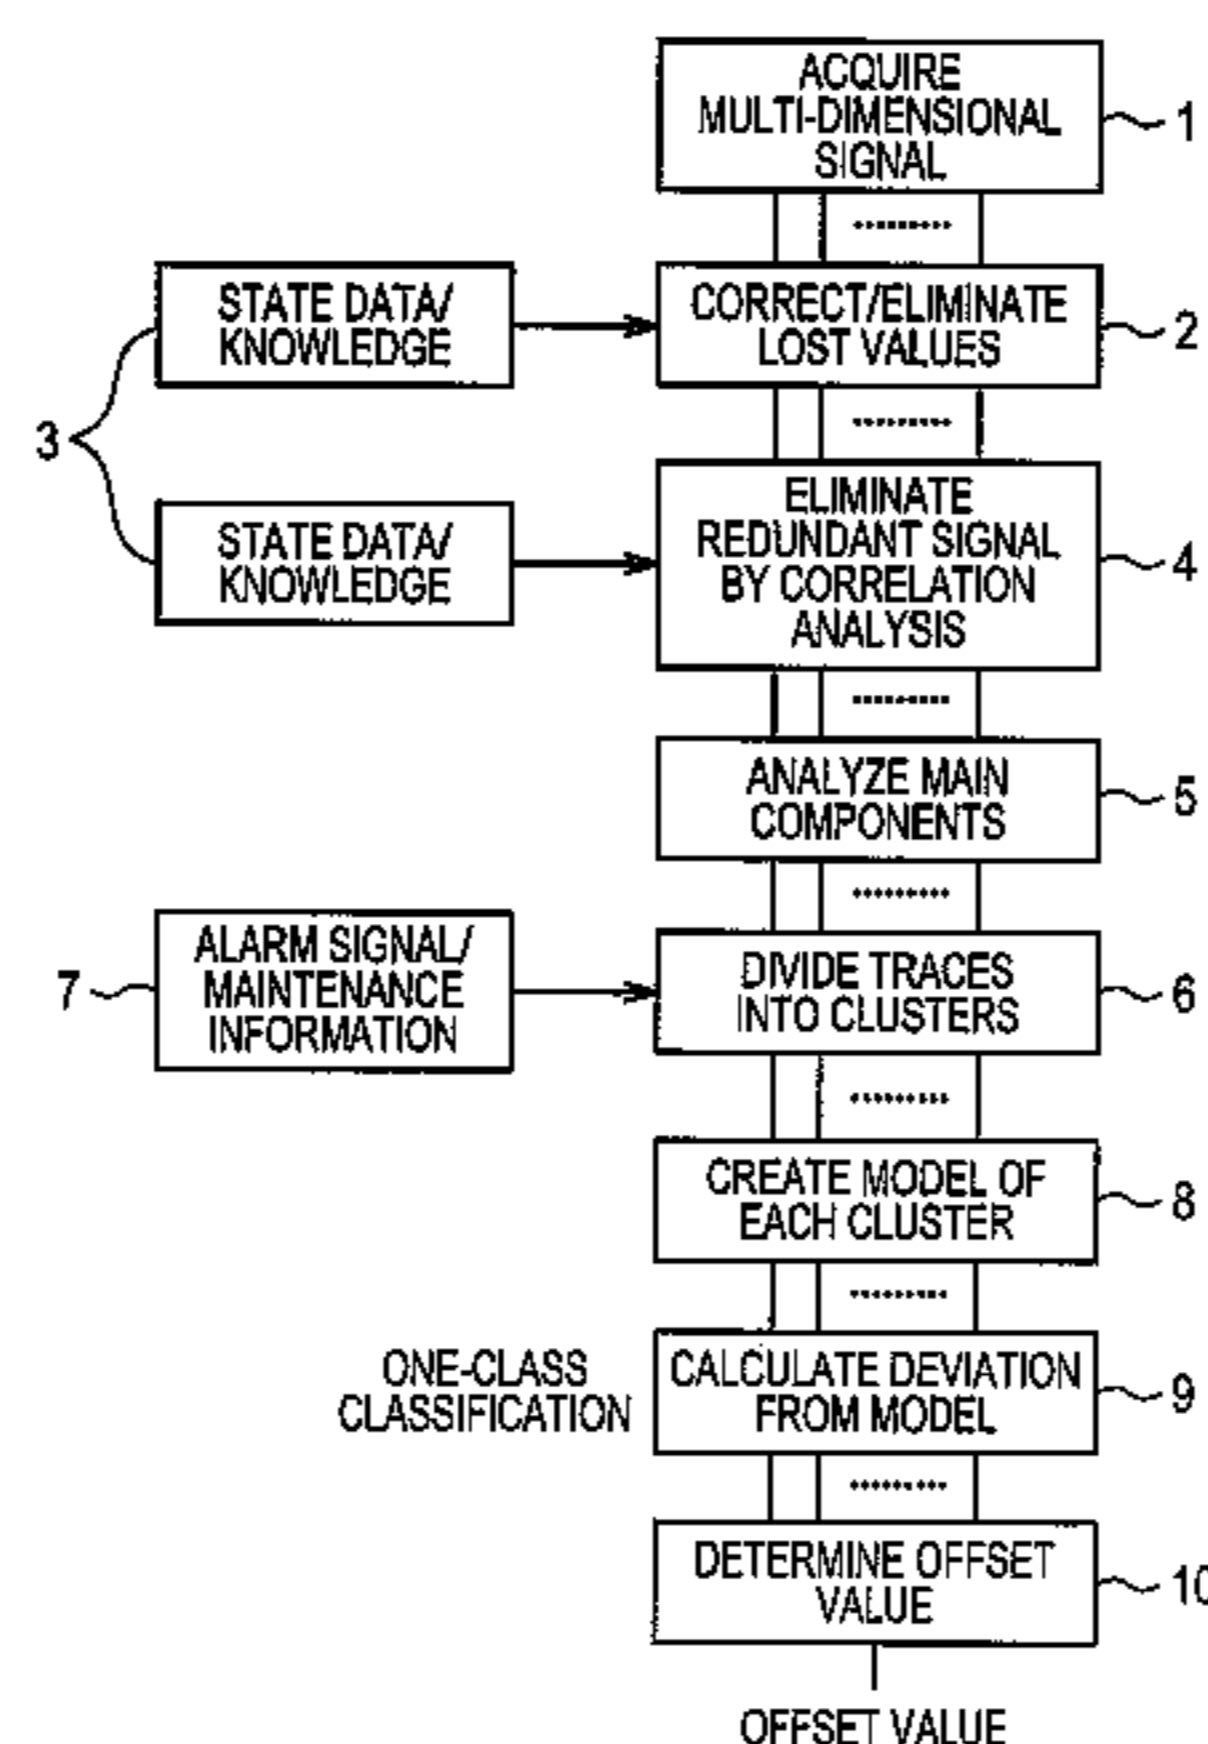 ACQUIRE
MULTI-DIMENSIONAL
SIGNAL
1
STATE DATA/
KNOWLEDGE
CORRECT/ELIMINATE
LOST VALUES
2
3
STATE DATA/
KNOWLEDGE
ELIMINATE
REDUNDANT SIGNAL
BY CORRELATION
ANALYSIS
4
ANALYZE MAIN
COMPONENTS
5
7
ALARM SIGNAL/
MAINTENANCE
INFORMATION
DIVIDE TRACES
INTO CLUSTERS
6
CREATE MODEL OF
EACH CLUSTER
8
ONE-CLASS
CLASSIFICATION
CALCULATE DEVIATION
FROM MODEL
9
DETERMINE OFFSET
VALUE
10
OFFSET VALUE